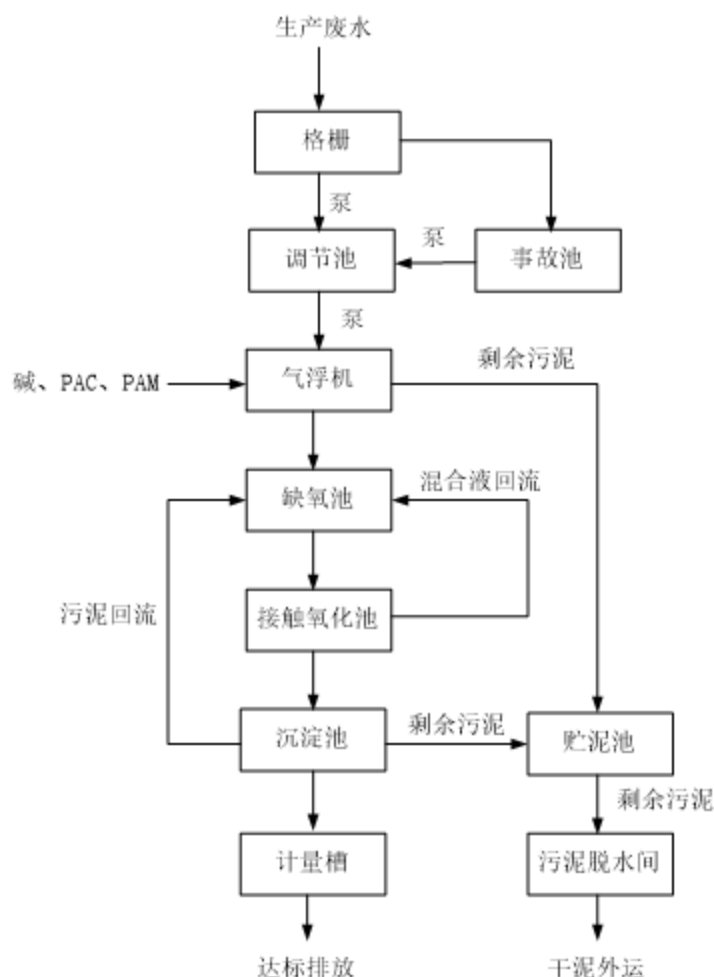 生产废水
格栅
泵
调节池
泵
事故池
泵
碱、PAC、PAM
气浮机
剩余污泥
缺氧池
混合液回流
污泥回流
接触氧化池
沉淀池
剩余污泥
贮泥池
剩余污泥
计量槽
污泥脱水间
达标排放
干泥外运